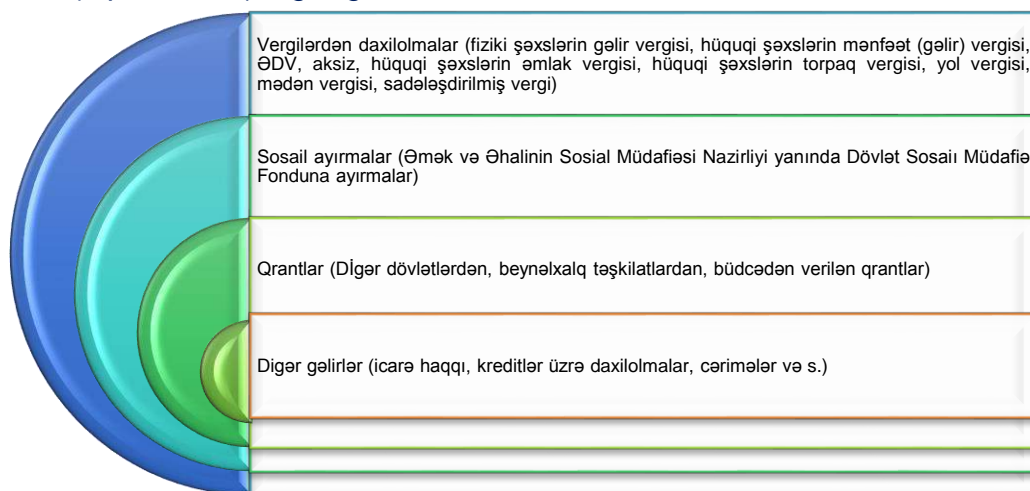 Vergilərdən daxilolmalar (fiziki şəxslərin gəlir vergisi, hüquqi şəxslərin mənfəət (gəlir) vergisi,
ƏDV, aksiz, hüquqi şəxslərin əmlak vergisi, hüquqi şəxslərin torpaq vergisi, yol vergisi,
mədən vergisi, sadələşdirilmiş vergi)
Sosail ayırmalar (Əmək və Əhalinin Sosial Müdafiəsi Nazirliyi yanında Dövlət Sosaiı Müdafiə
Fonduna ayırmalar)
Qrantlar (Dİgər dövlətlərdən, beynəlxalq təşkilatlardan, büdcədən verilən qrantlar)
Digər gəlirlər (icarə haqqı, kreditlər üzrə daxilolmalar, cərimələr və s.)